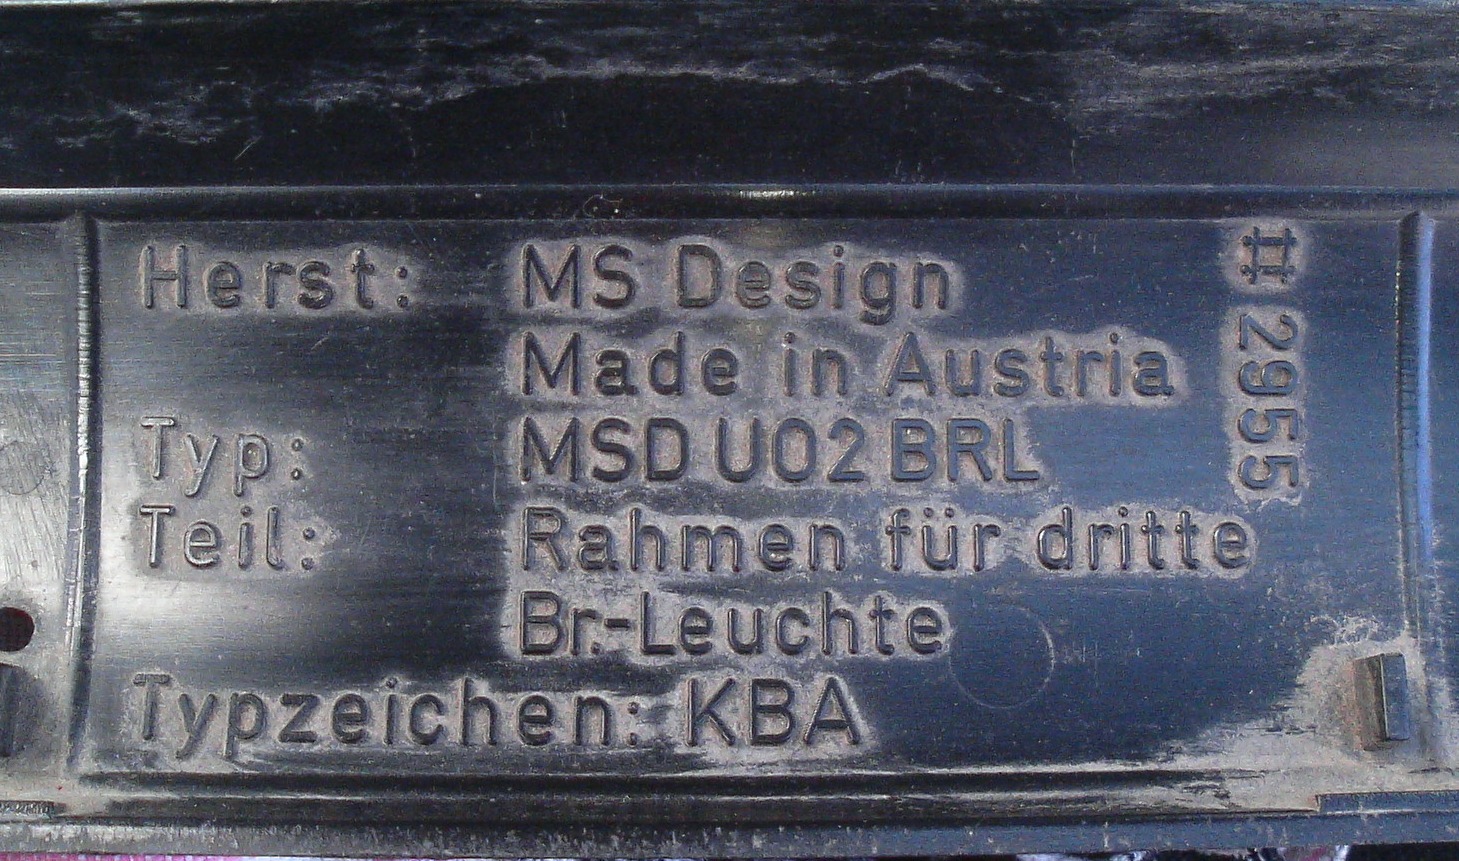 Herst: MS Design
Made in Austria
Typ: MSD U02 BRL
Teil: Rahmen für dritte
Br.-Leuchte
Typzeichen: KBA
# 2955